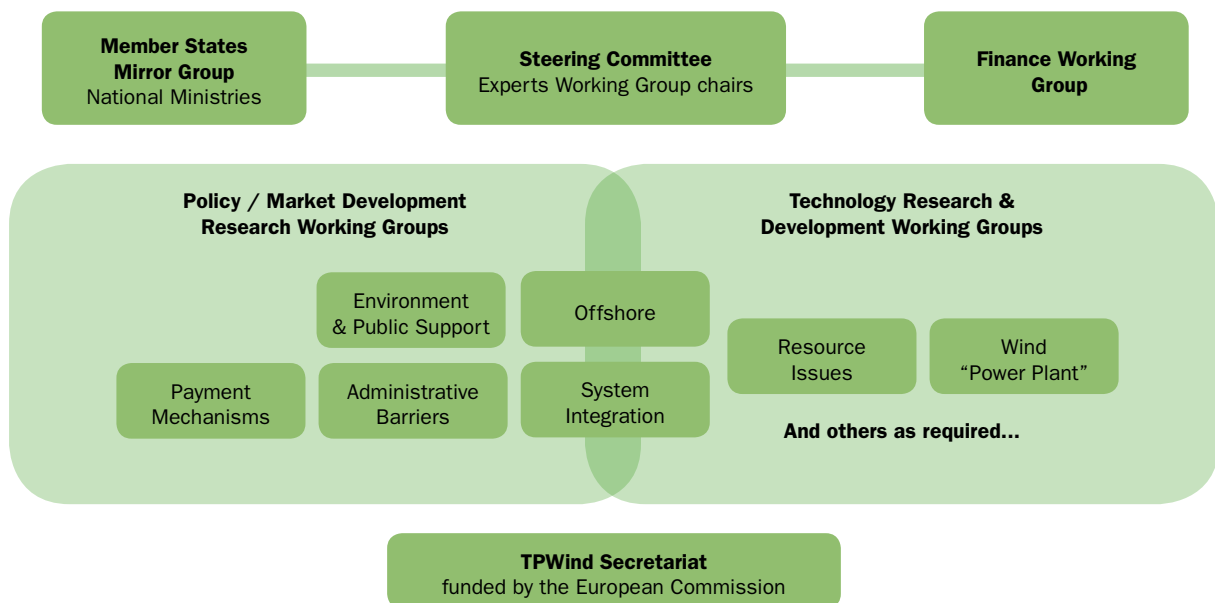 Member States
Mirror Group
National Ministries
Steering Committee
Experts Working Group chairs
Finance Working
Group
Policy / Market Development
Research Working Groups
Technology Research &
Development Working Groups
Environment
& Public Support
Offshore
Resource
Issues
Wind
“Power Plant”
Payment
Mechanisms
Administrative
Barriers
System
Integration
And others as required...
TPWind Secretariat
funded by the European Commission